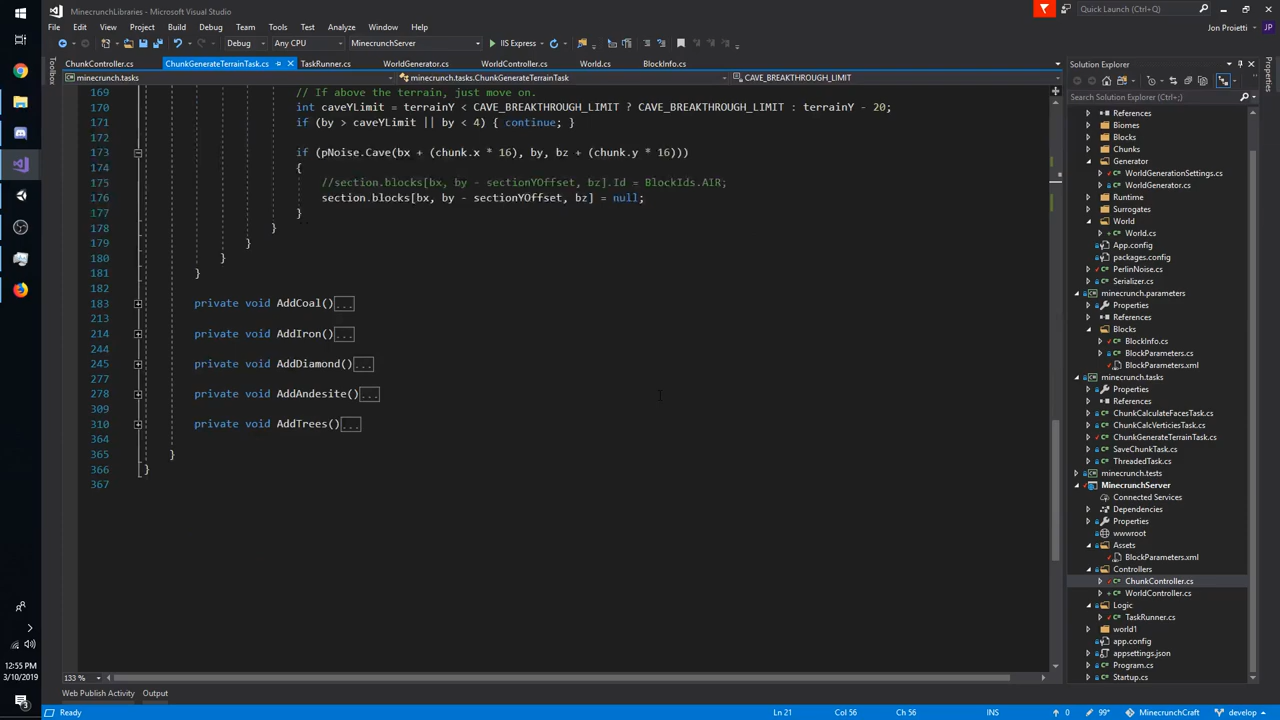 MinecrunchLibraries - Microsoft Visual Studio
Quick Launch (Ctrl+Q)
File Edit View Project Build Debug Team Tools Test Analyze Window Help
Jon Proietti JP
Debug Any CPU MinecrunchServer IIS Express
Toolbox
ChunkController.cs ChunkGenerateTerrainTask.cs TaskRunner.cs WorldGenerator.cs WorldController.cs World.cs BlockInfo.cs
minecrunch.tasks minecrunch.tasks.ChunkGenerateTerrainTask CAVE_BREAKTHROUGH_LIMIT
169 // If above the terrain, just move on.
170 int caveYLimit = terrainY < CAVE_BREAKTHROUGH_LIMIT ? CAVE_BREAKTHROUGH_LIMIT : terrainY - 20;
171 if (by > caveYLimit || by < 4) { continue; }
172
173 if (pNoise.Cave(bx + (chunk.x * 16), by, bz + (chunk.y * 16)))
174 {
175 //section.blocks[bx, by - sectionYOffset, bz].Id = BlockIds.AIR;
176 section.blocks[bx, by - sectionYOffset, bz] = null;
177 }
178 }
179 }
180 }
181 }
182
183 private void AddCoal()...
213
214 private void AddIron()...
244
245 private void AddDiamond()...
277
278 private void AddAndesite()...
309
310 private void AddTrees()...
364
365 }
366 }
367
133 %
Web Publish Activity Output
Ready Ln 21 Col 56 Ch 56 INS 0 99* MinecrunchCraft develop
Solution Explorer
Search Solution Explorer (Ctrl+;)
References
Biomes
Blocks
Chunks
Generator
WorldGenerationSettings.cs
WorldGenerator.cs
Runtime
Surrogates
World
World.cs
App.config
packages.config
PerlinNoise.cs
Serializer.cs
minecrunch.parameters
Properties
References
Blocks
BlockInfo.cs
BlockParameters.cs
BlockParameters.xml
minecrunch.tasks
Properties
References
ChunkCalculateFacesTask.cs
ChunkCalcVerticiesTask.cs
ChunkGenerateTerrainTask.cs
SaveChunkTask.cs
ThreadedTask.cs
minecrunch.tests
MinecrunchServer
Connected Services
Dependencies
Properties
wwwroot
Assets
BlockParameters.xml
Controllers
ChunkController.cs
WorldController.cs
Logic
TaskRunner.cs
world1
app.config
appsettings.json
Program.cs
Startup.cs
Properties
12:55 PM
3/10/2019
3